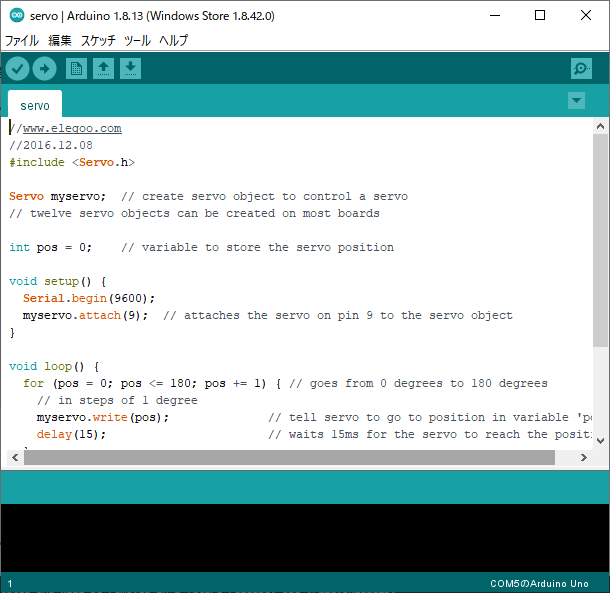 servo | Arduino 1.8.13 (Windows Store 1.8.42.0)
ファイル 編集 スケッチ ツール ヘルプ
servo
//www.elegoo.com
//2016.12.08
#include <Servo.h>
Servo myservo;  // create servo object to control a servo
// twelve servo objects can be created on most boards
int pos = 0;    // variable to store the servo position
void setup() {
  Serial.begin(9600);
  myservo.attach(9);  // attaches the servo on pin 9 to the servo object
}
void loop() {
  for (pos = 0; pos <= 180; pos += 1) { // goes from 0 degrees to 180 degrees
    // in steps of 1 degree
    myservo.write(pos);              // tell servo to go to position in variable
    delay(15);                       // waits 15ms for the servo to reach the
1
COM5のArduino Uno